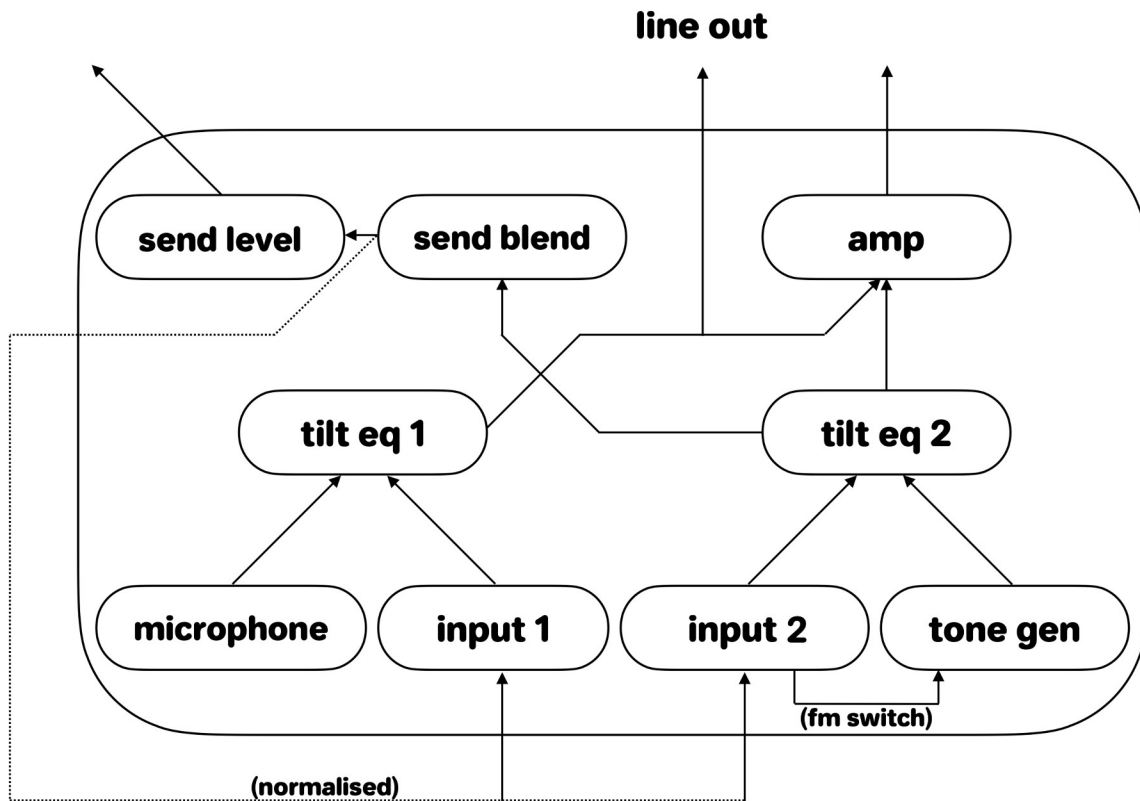 line out
send level
send blend
amp
tilt eq 1
tilt eq 2
microphone
input 1
input 2
tone gen
(fm switch)
(normalised)